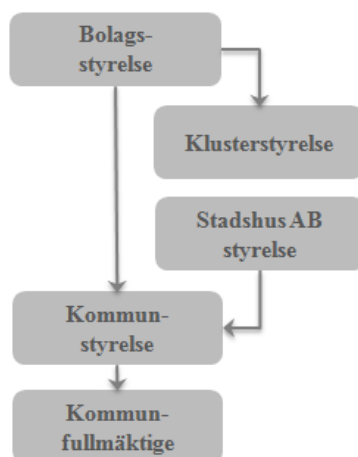 Bolags-
styrelse
Klusterstyrelse
Stadshus AB
styrelse
Kommun-
styrelse
Kommun-
fullmäktige